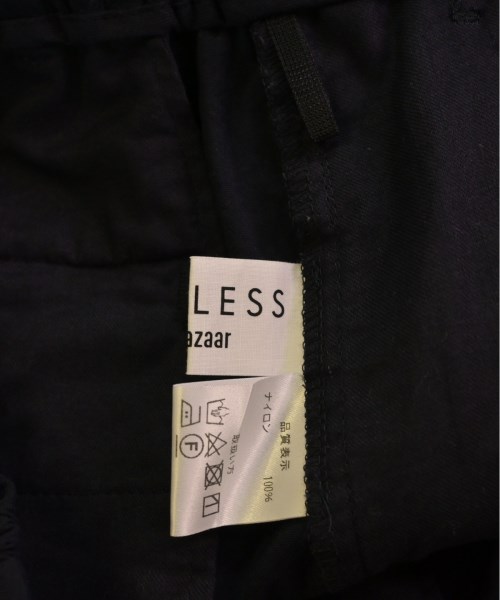 LESS
azaar
品質表示
ナイロン 100%
取扱い方
F